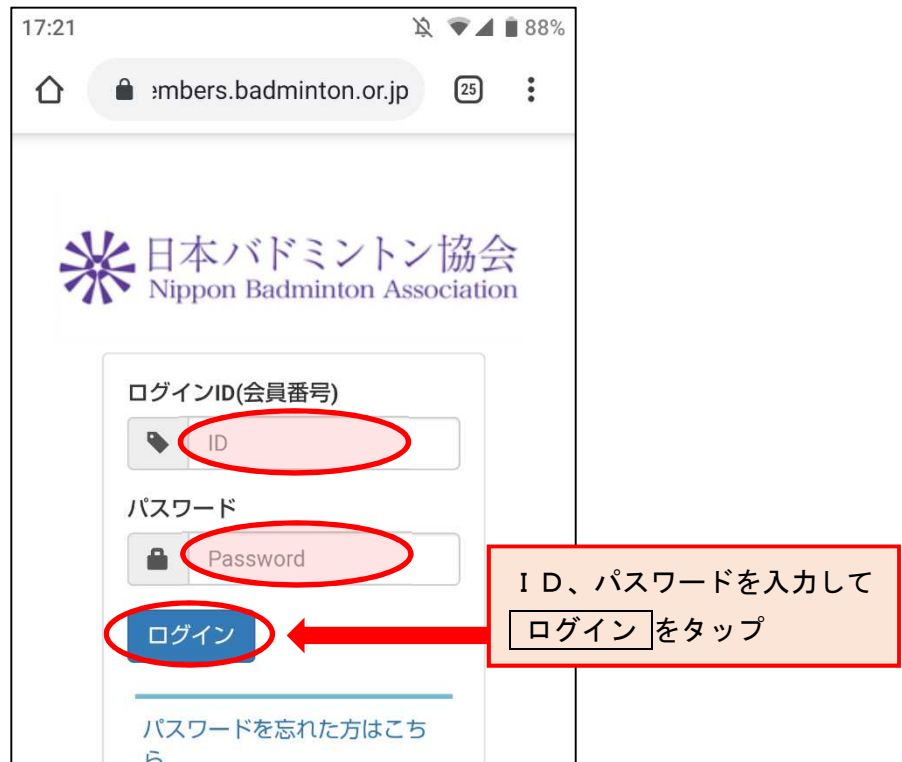 17:21 88%
mbers.badminton.or.jp 25
日本バドミントン協会
Nippon Badminton Association
ログインID(会員番号)
ID
パスワード
Password
ログイン
ＩＤ、パスワードを入力して
ログイン をタップ
パスワードを忘れた方はこち
ら